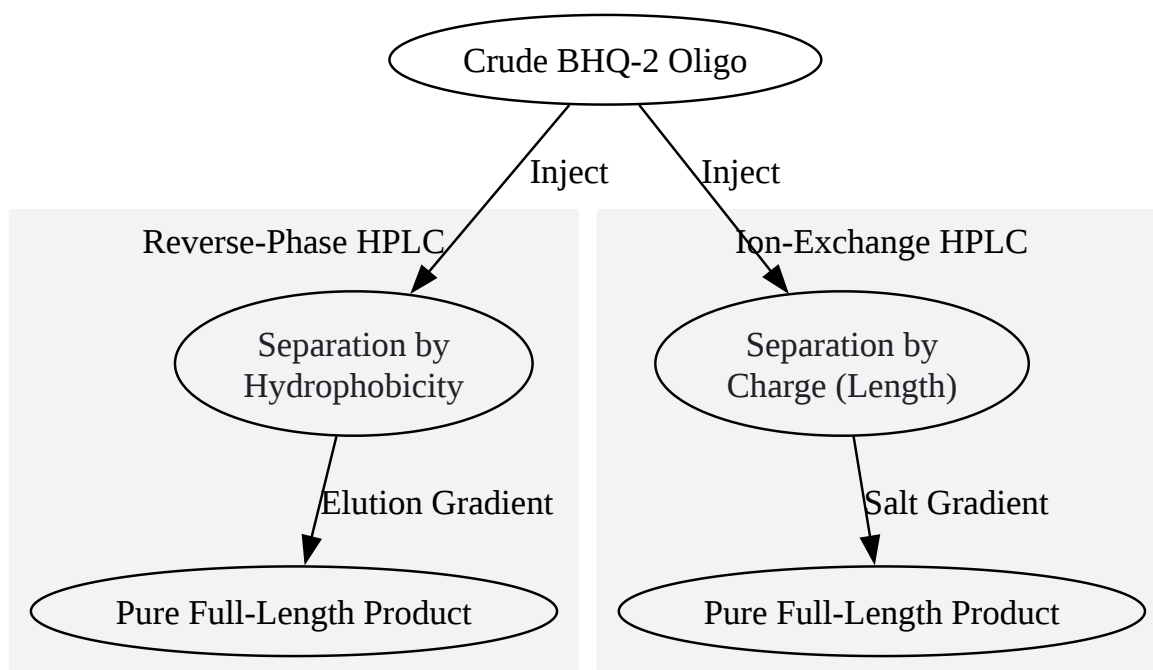 Crude BHQ-2 Oligo
Inject
Inject
Reverse-Phase HPLC
Ion-Exchange HPLC
Separation by
Hydrophobicity
Separation by
Charge (Length)
Elution Gradient
Salt Gradient
Pure Full-Length Product
Pure Full-Length Product